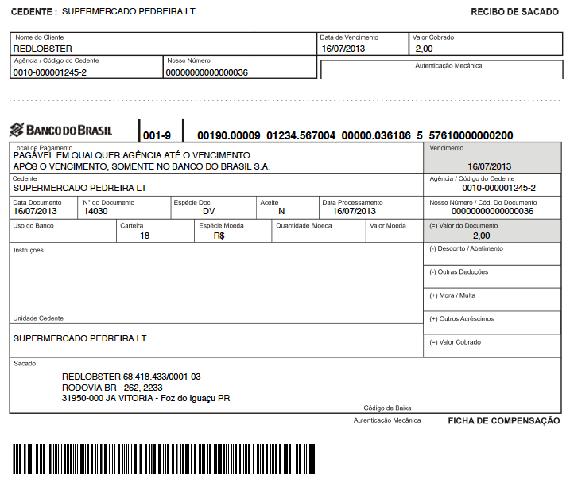 CEDENTE : SUPERMERCADO PEDREIRA LT
RECIBO DE SACADO
Nome do Cliente
REDLOBSTER
Data de Vencimento
16/07/2013
Valor Cobrado
2,00
Agência / Código do Cedente
0010-000001245-2
Nosso Número
00000000000000036
Autenticação Mecânica
BANCO DO BRASIL
001-9
00190.00009 01234.567004 00000.036186 5 57610000000200
Local de Pagamento
PAGÁVEL EM QUALQUER AGÊNCIA ATÉ O VENCIMENTO
APÓS O VENCIMENTO, SOMENTE NO BANCO DO BRASIL S.A.
Vencimento
16/07/2013
Cedente
SUPERMERCADO PEDREIRA LT
Agência / Código do Cedente
0010-000001245-2
Data Documento
16/07/2013
Nº do Documento
14030
Espécie Doc
DV
Aceite
N
Data Processamento
16/07/2013
Nosso Número / Cód. Do Documento
00000000000000036
Uso do Banco
Carteira
18
Espécie Moeda
R$
Quantidade Moeda
Valor Moeda
(=) Valor do Documento
2,00
Instruções
(-) Desconto / Abatimento
(-) Outras Deduções
(+) Mora / Multa
(+) Outros Acréscimos
(=) Valor Cobrado
Unidade Cedente
SUPERMERCADO PEDREIRA LT
Sacado
REDLOBSTER 68.418.433/0001-03
RODOVIA BR - 262, 2233
31950-000 JA VITORIA - Foz do Iguaçu PR
Código de Baixa
Autenticação Mecânica
FICHA DE COMPENSAÇÃO